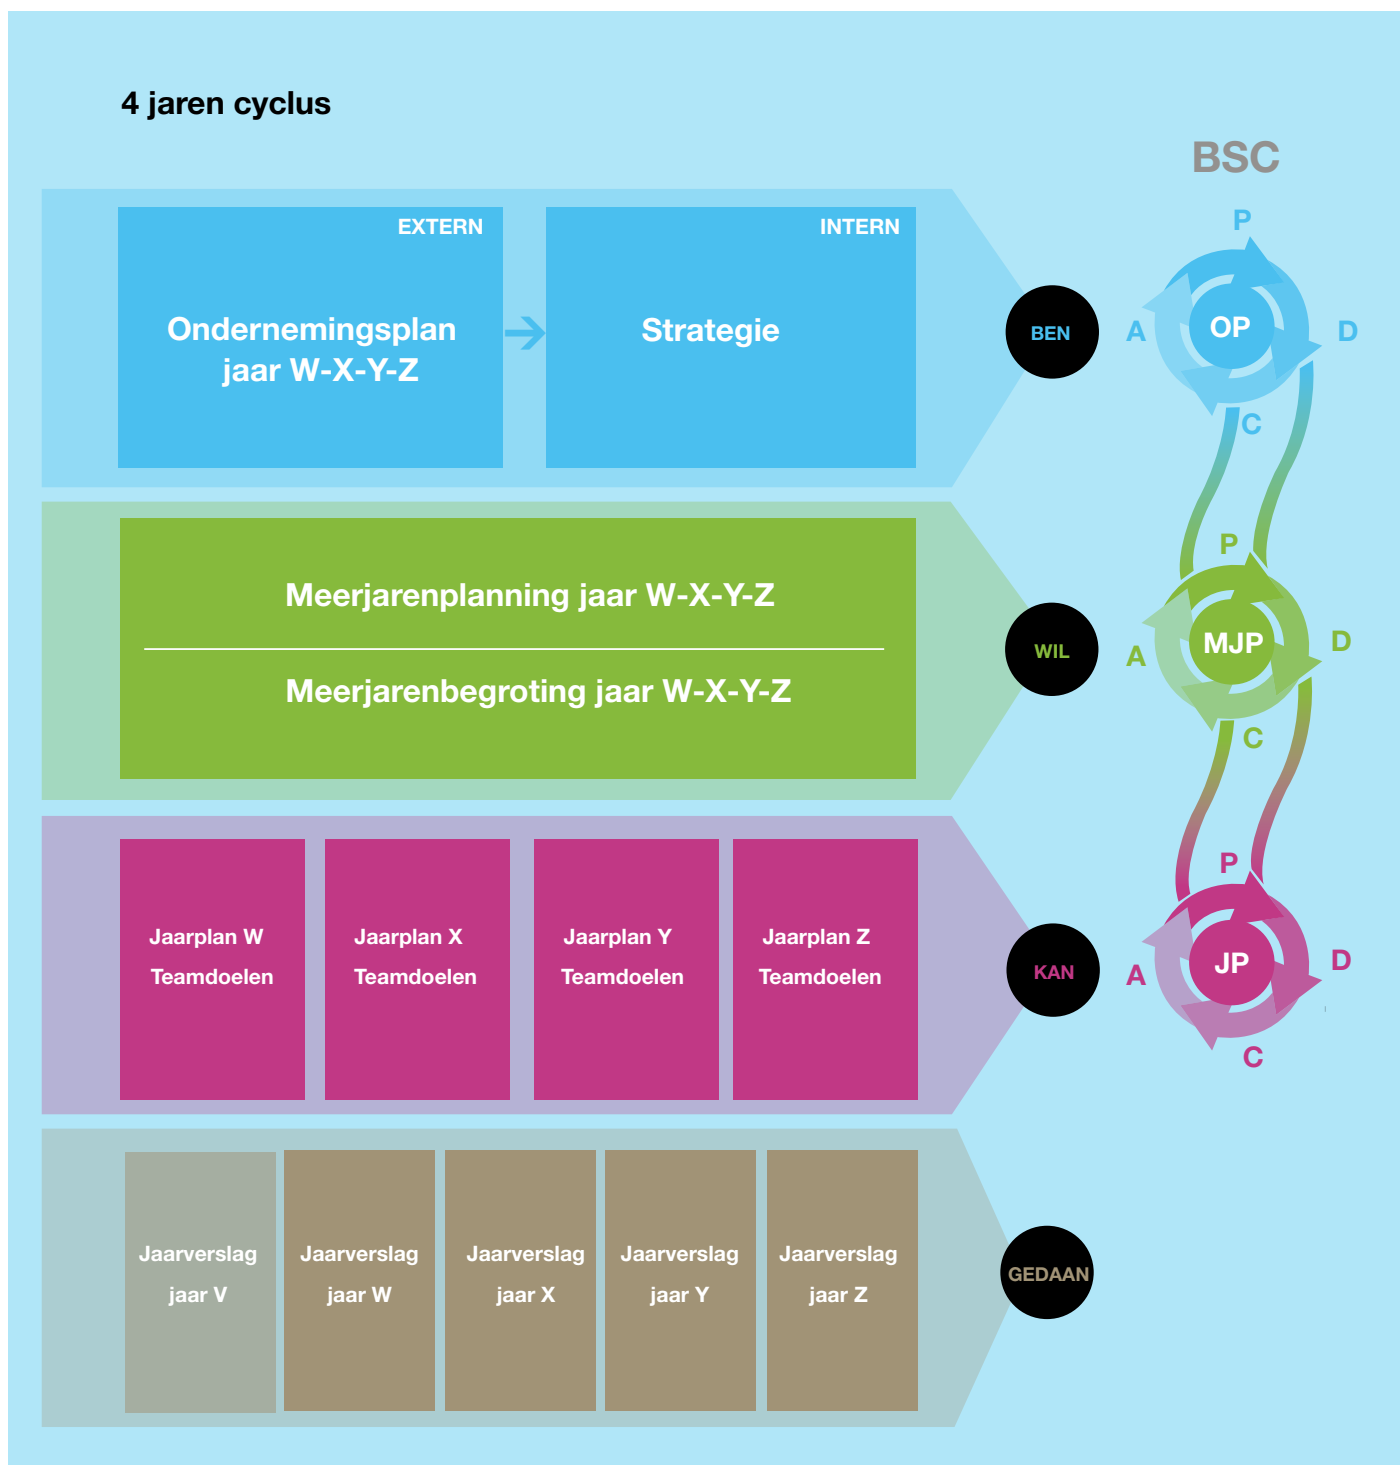 4 jaren cyclus
BSC
EXTERN
Ondernemingsplan
jaar W-X-Y-Z
INTERN
Strategie
BEN
P
A
OP
D
C
Meerjarenplanning jaar W-X-Y-Z
Meerjarenbegroting jaar W-X-Y-Z
WIL
P
A
MJP
D
C
Jaarplan W
Teamdoelen
Jaarplan X
Teamdoelen
Jaarplan Y
Teamdoelen
Jaarplan Z
Teamdoelen
KAN
P
A
JP
D
C
Jaarverslag
jaar V
Jaarverslag
jaar W
Jaarverslag
jaar X
Jaarverslag
jaar Y
Jaarverslag
jaar Z
GEDAAN